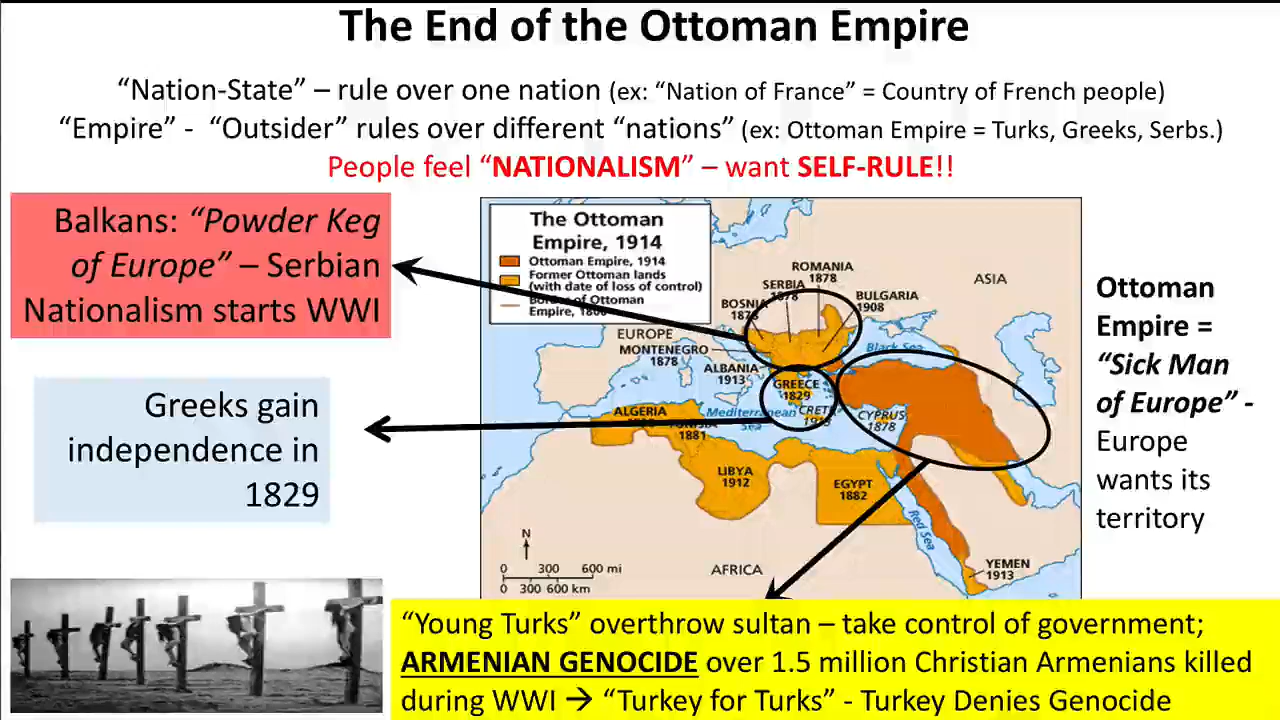 The End of the Ottoman Empire
“Nation-State” – rule over one nation (ex: “Nation of France” = Country of French people)
“Empire” - “Outsider” rules over different “nations” (ex: Ottoman Empire = Turks, Greeks, Serbs.)
People feel “NATIONALISM” – want SELF-RULE!!
Balkans: “Powder Keg
of Europe” – Serbian
Nationalism starts WWI
Greeks gain
independence in
1829
The Ottoman
Empire, 1914
Ottoman Empire, 1914
Former Ottoman lands
(with date of loss of control)
Border of Ottoman
Empire,
ROMANIA
1878
SERBIA
1878
BOSNIA
BULGARIA
1908
ASIA
EUROPE
MONTENEGRO
1878
Black Sea
ALBANIA
1913
GREECE
1829
CRETE
CYPRUS
1878
Mediterranean
Sea
ALGERIA
TUNISIA
1881
LIBYA
1912
EGYPT
1882
Red Sea
N
0 300 600 mi
0 300 600 km
AFRICA
YEMEN
1913
Ottoman
Empire =
“Sick Man
of Europe” -
Europe
wants its
territory
“Young Turks” overthrow sultan – take control of government;
ARMENIAN GENOCIDE over 1.5 million Christian Armenians killed
during WWI → “Turkey for Turks” - Turkey Denies Genocide